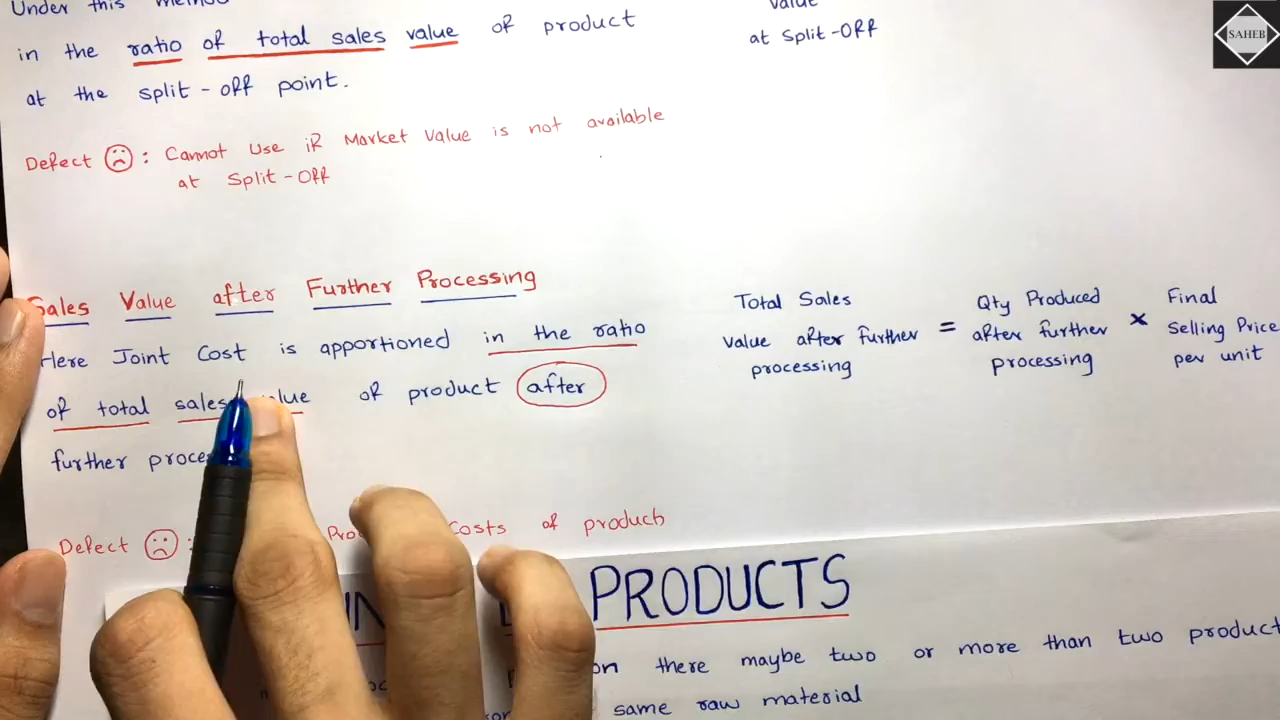 Under this
in the ratio of total sales value of product
at the split-off point.
Value
at Split-Off
SAHEB
Defect : Cannot Use if Market Value is not available
at Split-Off
Sales Value after Further Processing
Here Joint Cost is apportioned in the ratio
of total sales of product after
further
Total Sales
Value after further
processing
=
Qty Produced
after further
processing
×
Final
Selling Price
per unit
Defect : Costs of product
PRODUCTS
there maybe two or more than two product
same raw material